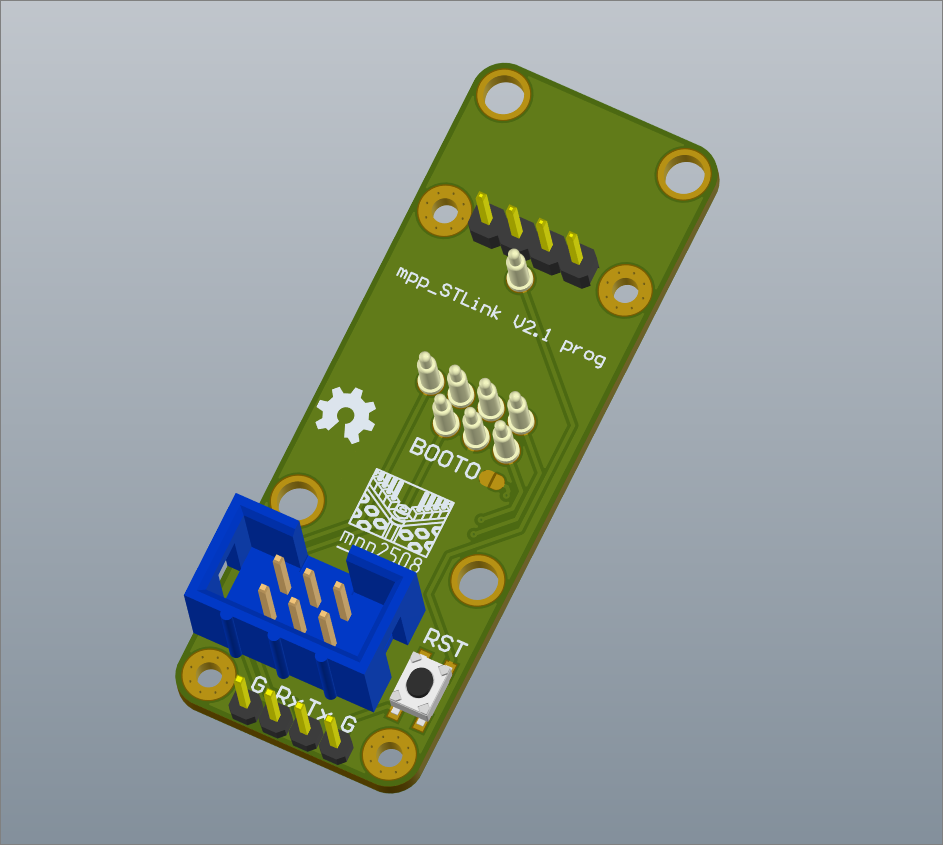 mpp_STLink V2.1 prog
BOOT0
mpp2508
RST
G Rx Tx G